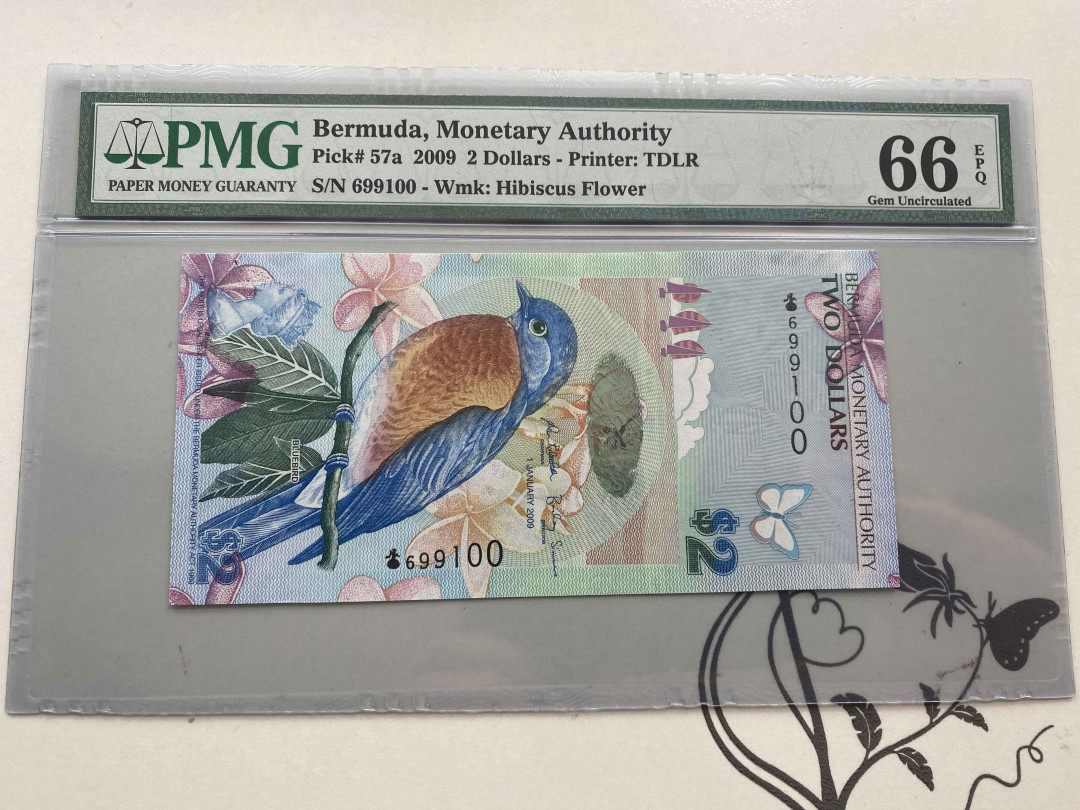 PMG
PAPER MONEY GUARANTY
Bermuda, Monetary Authority
Pick# 57a 2009 2 Dollars - Printer: TDLR
S/N 699100 - Wmk: Hibiscus Flower
66
EPQ
Gem Uncirculated
BERMUDA MONETARY AUTHORITY
TWO DOLLARS
699100
$2
1 JANUARY 2009
BLUEBIRD
699100
$2